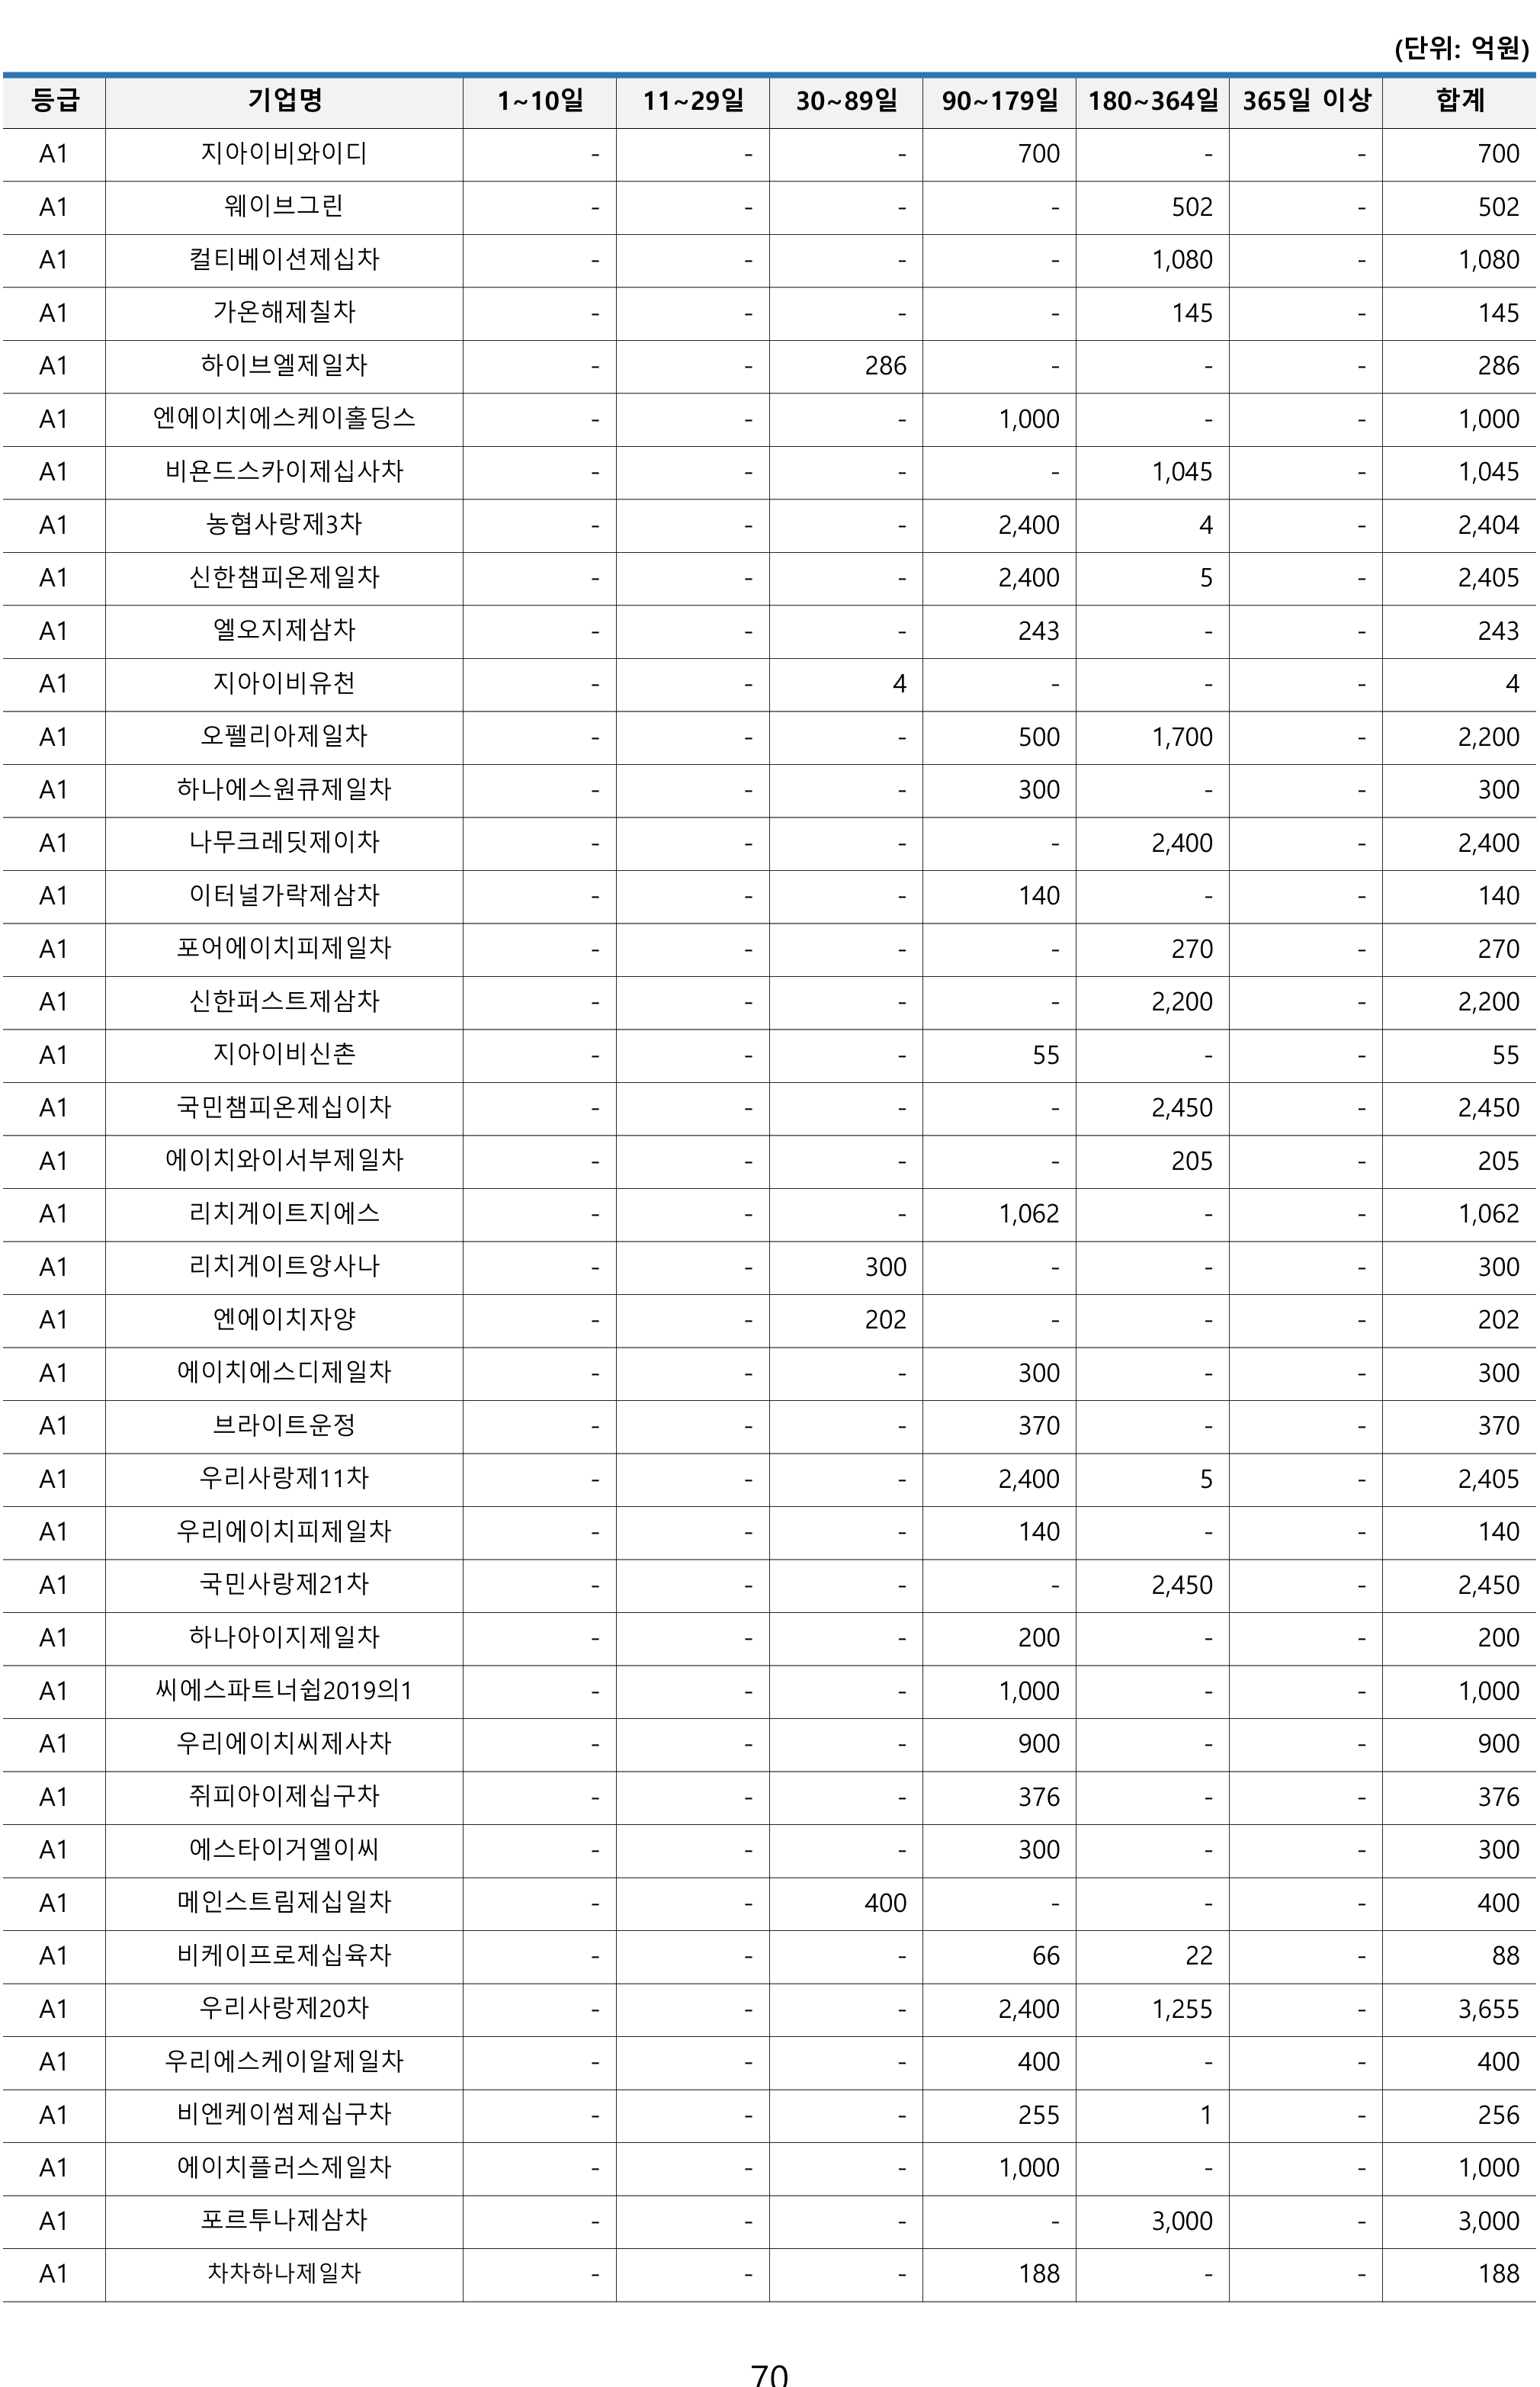 (단위: 억원)
등급 기업명 1~10일 11~29일 30~89일 90~179일 180~364일 365일 이상 합계
A1 지아이비와이디 - - - 700 - - 700
A1 웨이브그린 - - - - 502 - 502
A1 컬티베이션제십차 - - - - 1,080 - 1,080
A1 가온해제칠차 - - - - 145 - 145
A1 하이브엘제일차 - - 286 - - - 286
A1 엔에이치에스케이홀딩스 - - - 1,000 - - 1,000
A1 비욘드스카이제십사차 - - - - 1,045 - 1,045
A1 농협사랑제3차 - - - 2,400 4 - 2,404
A1 신한챔피온제일차 - - - 2,400 5 - 2,405
A1 엘오지제삼차 - - - 243 - - 243
A1 지아이비유천 - - 4 - - - 4
A1 오펠리아제일차 - - - 500 1,700 - 2,200
A1 하나에스원큐제일차 - - - 300 - - 300
A1 나무크레딧제이차 - - - - 2,400 - 2,400
A1 이터널가락제삼차 - - - 140 - - 140
A1 포어에이치피제일차 - - - - 270 - 270
A1 신한퍼스트제삼차 - - - - 2,200 - 2,200
A1 지아이비신촌 - - - 55 - - 55
A1 국민챔피온제십이차 - - - - 2,450 - 2,450
A1 에이치와이서부제일차 - - - - 205 - 205
A1 리치게이트지에스 - - - 1,062 - - 1,062
A1 리치게이트앙사나 - - 300 - - - 300
A1 엔에이치자양 - - 202 - - - 202
A1 에이치에스디제일차 - - - 300 - - 300
A1 브라이트운정 - - - 370 - - 370
A1 우리사랑제11차 - - - 2,400 5 - 2,405
A1 우리에이치피제일차 - - - 140 - - 140
A1 국민사랑제21차 - - - - 2,450 - 2,450
A1 하나아이지제일차 - - - 200 - - 200
A1 씨에스파트너쉽2019의1 - - - 1,000 - - 1,000
A1 우리에이치씨제사차 - - - 900 - - 900
A1 쥐피아이제십구차 - - - 376 - - 376
A1 에스타이거엘이씨 - - - 300 - - 300
A1 메인스트림제십일차 - - 400 - - - 400
A1 비케이프로제십육차 - - - 66 22 - 88
A1 우리사랑제20차 - - - 2,400 1,255 - 3,655
A1 우리에스케이알제일차 - - - 400 - - 400
A1 비엔케이썸제십구차 - - - 255 1 - 256
A1 에이치플러스제일차 - - - 1,000 - - 1,000
A1 포르투나제삼차 - - - - 3,000 - 3,000
A1 차차하나제일차 - - - 188 - - 188
70